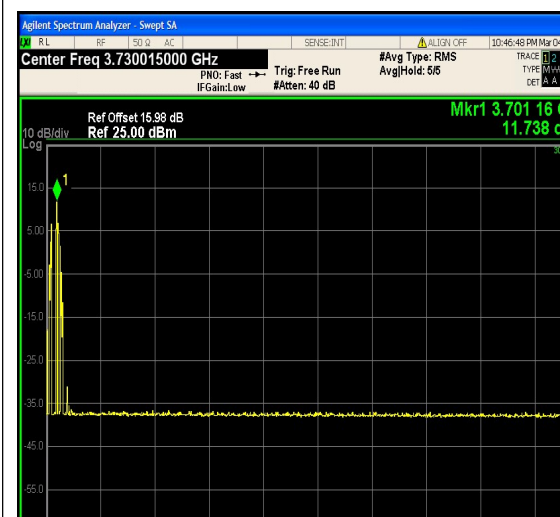 Agilent Spectrum Analyzer - Swept SA
RL RF 50 Ω AC SENSE:INT ALIGN OFF 10:46:48 PM Mar 04
Center Freq 3.730015000 GHz #Avg Type: RMS TRACE 1 2
PNO: Fast Trig: Free Run Avg|Hold: 5/5 TYPE M
IFGain:Low #Atten: 40 dB DET A A
Mkr1 3.701 16
Ref Offset 15.98 dB
10 dB/div Ref 25.00 dBm 11.738
Log
1
15.0
5.00
-5.00
-15.0
-25.0
-35.0
-45.0
-55.0